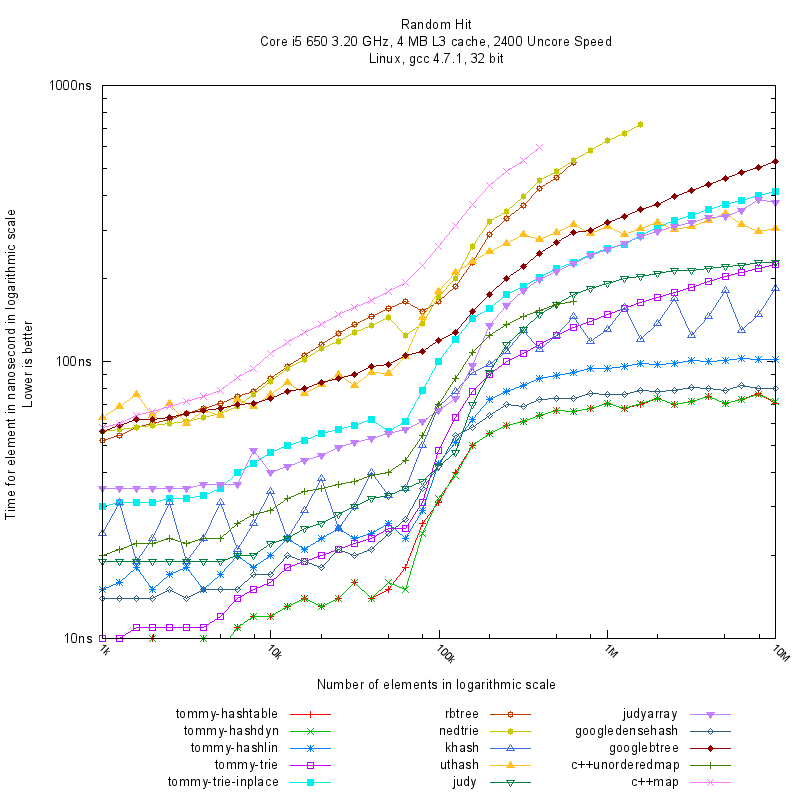 Random Hit
Core i5 650 3.20 GHz, 4 MB L3 cache, 2400 Uncore Speed
Linux, gcc 4.7.1, 32 bit
1000ns
100ns
10ns
Time for element in nanosecond in logarithmic scale
Lower is better
1k
10k
100k
1M
10M
Number of elements in logarithmic scale
tommy-hashtable
tommy-hashdyn
tommy-hashlin
tommy-trie
tommy-trie-inplace
rbtree
nedtrie
khash
uthash
judy
judyarray
googledensehash
googlebtree
c++unorderedmap
c++map